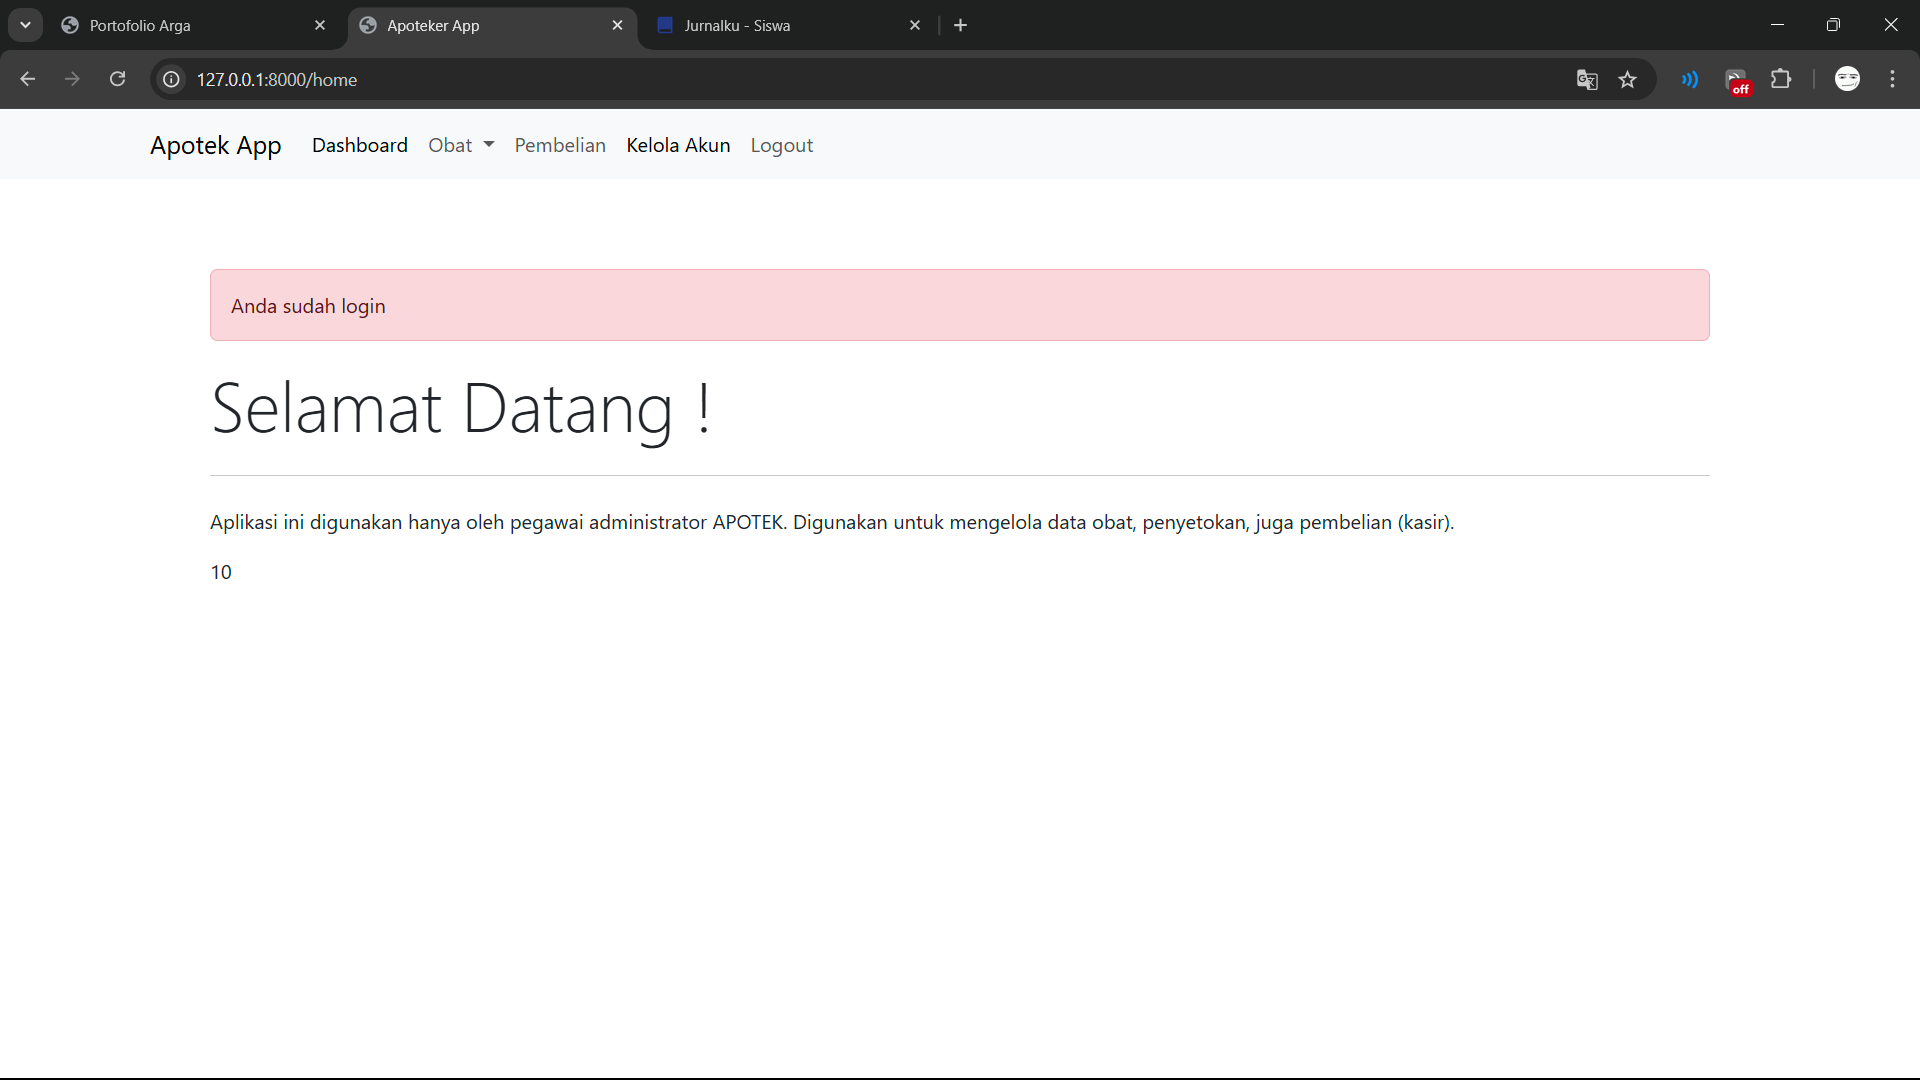 Portofolio Arga
Apoteker App
Jurnalku - Siswa
127.0.0.1:8000/home
off
Apotek App
Dashboard
Obat
Pembelian
Kelola Akun
Logout
Anda sudah login
Selamat Datang !
Aplikasi ini digunakan hanya oleh pegawai administrator APOTEK. Digunakan untuk mengelola data obat, penyetokan, juga pembelian (kasir).
10